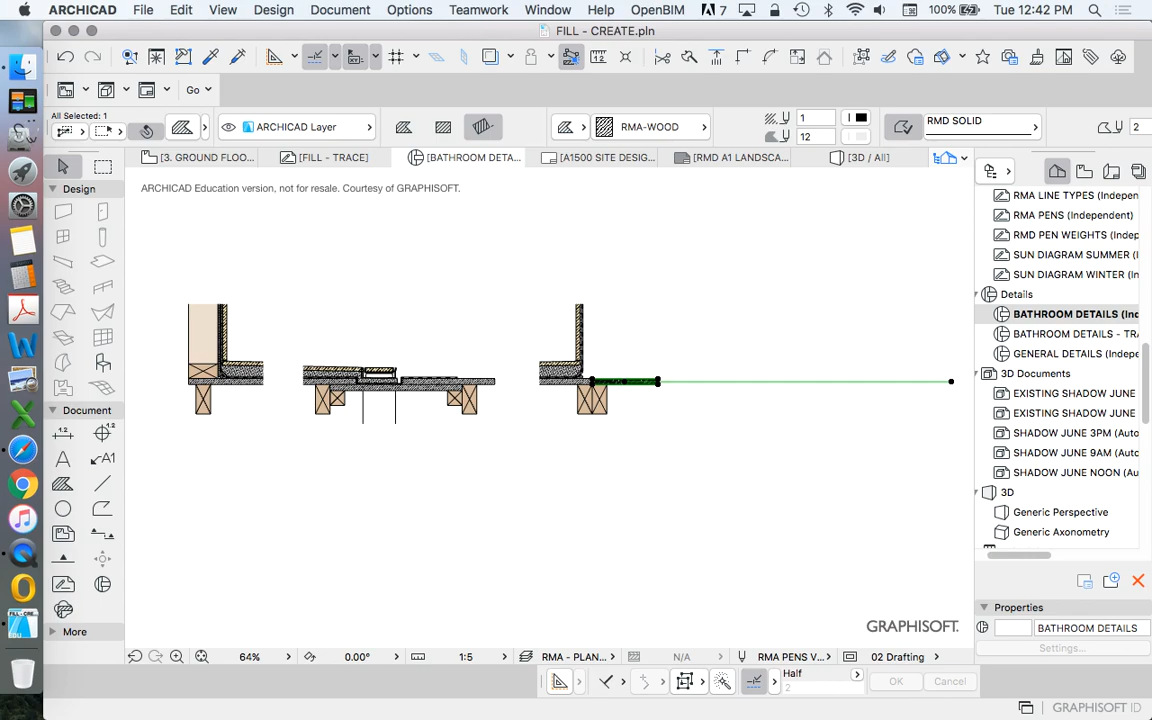 ARCHICAD File Edit View Design Document Options Teamwork Window Help OpenBIM 7 100% Tue 12:42 PM
FILL - CREATE.pln
Go
All Selected: 1
ARCHICAD Layer
RMA-WOOD
1
12
RMD SOLID
2
[3. GROUND FLOO...
[FILL - TRACE]
[BATHROOM DETA...
[A1500 SITE DESIG...
[RMD A1 LANDSCA...
[3D / All]
ARCHICAD Education version, not for resale. Courtesy of GRAPHISOFT.
Design
Document
A1
More
RMA LINE TYPES (Indepen
RMA PENS (Independent)
RMD PEN WEIGHTS (Indep
SUN DIAGRAM SUMMER (I
SUN DIAGRAM WINTER (In
Details
BATHROOM DETAILS (Ind
BATHROOM DETAILS - TRA
GENERAL DETAILS (Indepe
3D Documents
EXISTING SHADOW JUNE
EXISTING SHADOW JUNE
SHADOW JUNE 3PM (Auto
SHADOW JUNE 9AM (Auto
SHADOW JUNE NOON (Au
3D
Generic Perspective
Generic Axonometry
Properties
BATHROOM DETAILS
Settings...
GRAPHISOFT.
64%
0.00°
1:5
RMA - PLAN...
N/A
RMA PENS V...
02 Drafting
Half
2
OK
Cancel
GRAPHISOFT ID